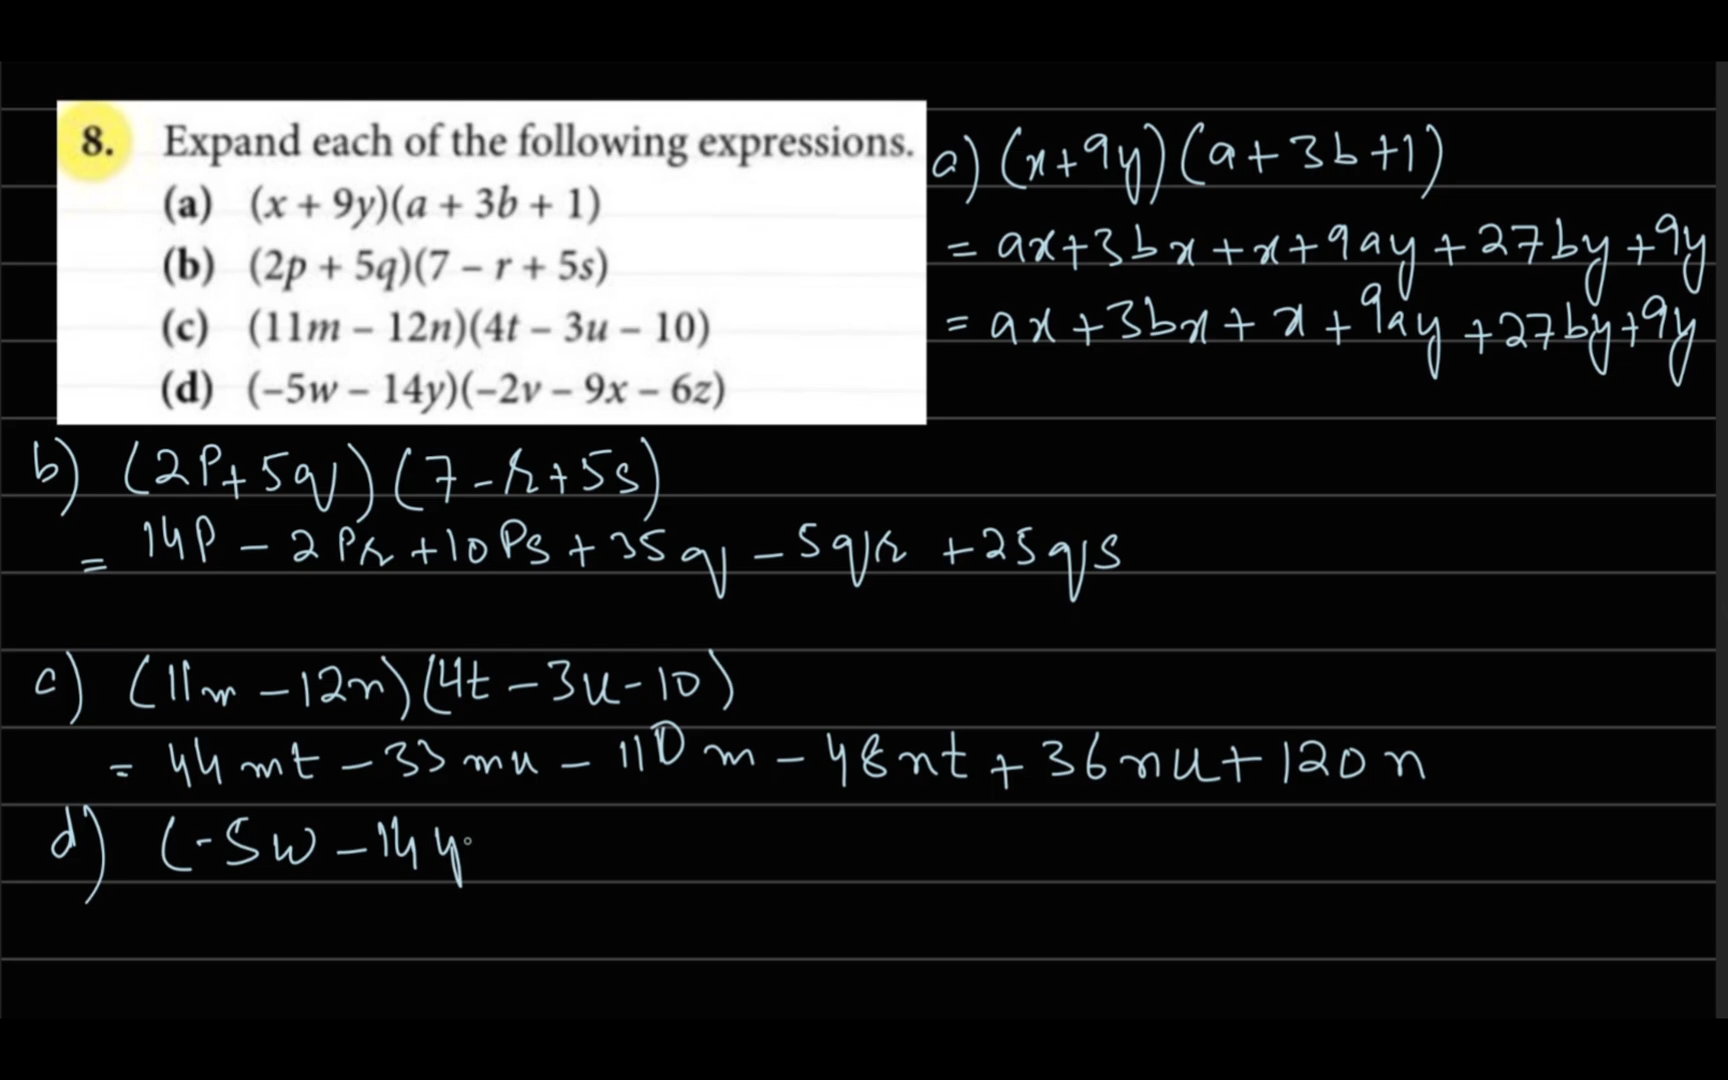 8. Expand each of the following expressions.
(a) (x + 9y)(a + 3b + 1)
(b) (2p + 5q)(7 – r + 5s)
(c) (11m – 12n)(4t – 3u – 10)
(d) (–5w – 14y)(–2v – 9x – 6z)
a) (x+9y)(a+3b+1)
= ax+3bx+x+9ay+27by+9y
= ax+3bx+x+9ay+27by+9y
b) (2p+5q)(7-r+5s)
= 14p - 2pr +10ps +35q -5qr +25qs
c) (11m -12n)(4t -3u-10)
= 44mt -33mu - 110m - 48nt + 36nu+120n
d) (-5w -14y